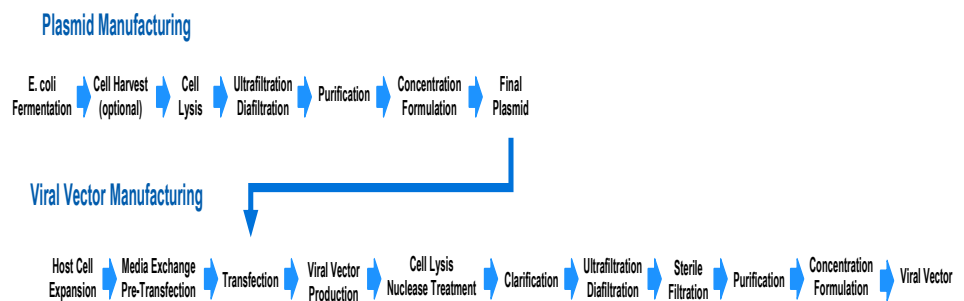 Plasmid Manufacturing
E. coli Fermentation
Cell Harvest (optional)
Cell Lysis
Ultrafiltration Diafiltration
Purification
Concentration Formulation
Final Plasmid
Viral Vector Manufacturing
Host Cell Expansion
Media Exchange Pre-Transfection
Transfection
Viral Vector Production
Cell Lysis Nuclease Treatment
Clarification
Ultrafiltration Diafiltration
Sterile Filtration
Purification
Concentration Formulation
Viral Vector